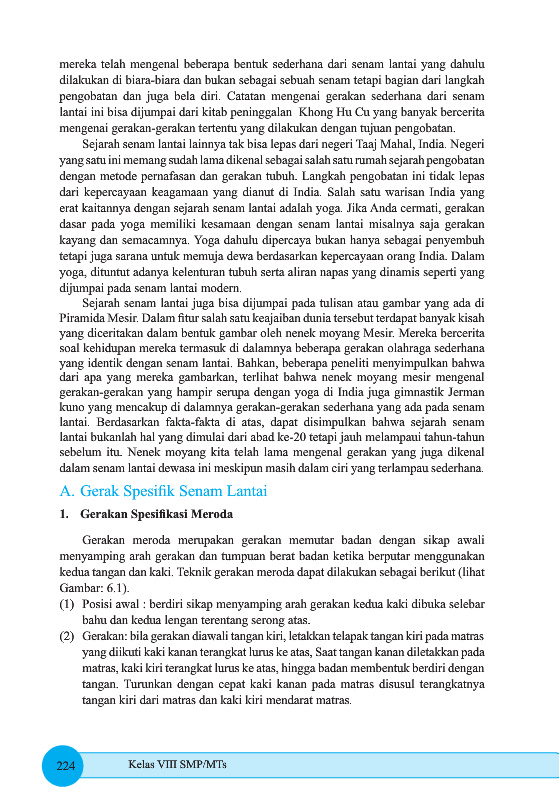 mereka telah mengenal beberapa bentuk sederhana dari senam lantai yang dahulu
dilakukan di biara-biara dan bukan sebagai sebuah senam tetapi bagian dari langkah
pengobatan dan juga bela diri. Catatan mengenai gerakan sederhana dari senam
lantai ini bisa dijumpai dari kitab peninggalan Khong Hu Cu yang banyak bercerita
mengenai gerakan-gerakan tertentu yang dilakukan dengan tujuan pengobatan.
Sejarah senam lantai lainnya tak bisa lepas dari negeri Taaj Mahal, India. Negeri
yang satu ini memang sudah lama dikenal sebagai salah satu rumah sejarah pengobatan
dengan metode pernafasan dan gerakan tubuh. Langkah pengobatan ini tidak lepas
dari kepercayaan keagamaan yang dianut di India. Salah satu warisan India yang
erat kaitannya dengan sejarah senam lantai adalah yoga. Jika Anda cermati, gerakan
dasar pada yoga memiliki kesamaan dengan senam lantai misalnya saja gerakan
kayang dan semacamnya. Yoga dahulu dipercaya bukan hanya sebagai penyembuh
tetapi juga sarana untuk memuja dewa berdasarkan kepercayaan orang India. Dalam
yoga, dituntut adanya kelenturan tubuh serta aliran napas yang dinamis seperti yang
dijumpai pada senam lantai modern.
Sejarah senam lantai juga bisa dijumpai pada tulisan atau gambar yang ada di
Piramida Mesir. Dalam fitur salah satu keajaiban dunia tersebut terdapat banyak kisah
yang diceritakan dalam bentuk gambar oleh nenek moyang Mesir. Mereka bercerita
soal kehidupan mereka termasuk di dalamnya beberapa gerakan olahraga sederhana
yang identik dengan senam lantai. Bahkan, beberapa peneliti menyimpulkan bahwa
dari apa yang mereka gambarkan, terlihat bahwa nenek moyang mesir mengenal
gerakan-gerakan yang hampir serupa dengan yoga di India juga gimnastik Jerman
kuno yang mencakup di dalamnya gerakan-gerakan sederhana yang ada pada senam
lantai. Berdasarkan fakta-fakta di atas, dapat disimpulkan bahwa sejarah senam
lantai bukanlah hal yang dimulai dari abad ke-20 tetapi jauh melampaui tahun-tahun
sebelum itu. Nenek moyang kita telah lama mengenal gerakan yang juga dikenal
dalam senam lantai dewasa ini meskipun masih dalam ciri yang terlampau sederhana.
A. Gerak Spesifik Senam Lantai
1. Gerakan Spesifikasi Meroda
Gerakan meroda merupakan gerakan memutar badan dengan sikap awali
menyamping arah gerakan dan tumpuan berat badan ketika berputar menggunakan
kedua tangan dan kaki. Teknik gerakan meroda dapat dilakukan sebagai berikut (lihat
Gambar: 6.1).
(1) Posisi awal : berdiri sikap menyamping arah gerakan kedua kaki dibuka selebar
bahu dan kedua lengan terentang serong atas.
(2) Gerakan: bila gerakan diawali tangan kiri, letakkan telapak tangan kiri pada matras
yang diikuti kaki kanan terangkat lurus ke atas, Saat tangan kanan diletakkan pada
matras, kaki kiri terangkat lurus ke atas, hingga badan membentuk berdiri dengan
tangan. Turunkan dengan cepat kaki kanan pada matras disusul terangkatnya
tangan kiri dari matras dan kaki kiri mendarat matras.
224 Kelas VIII SMP/MTs